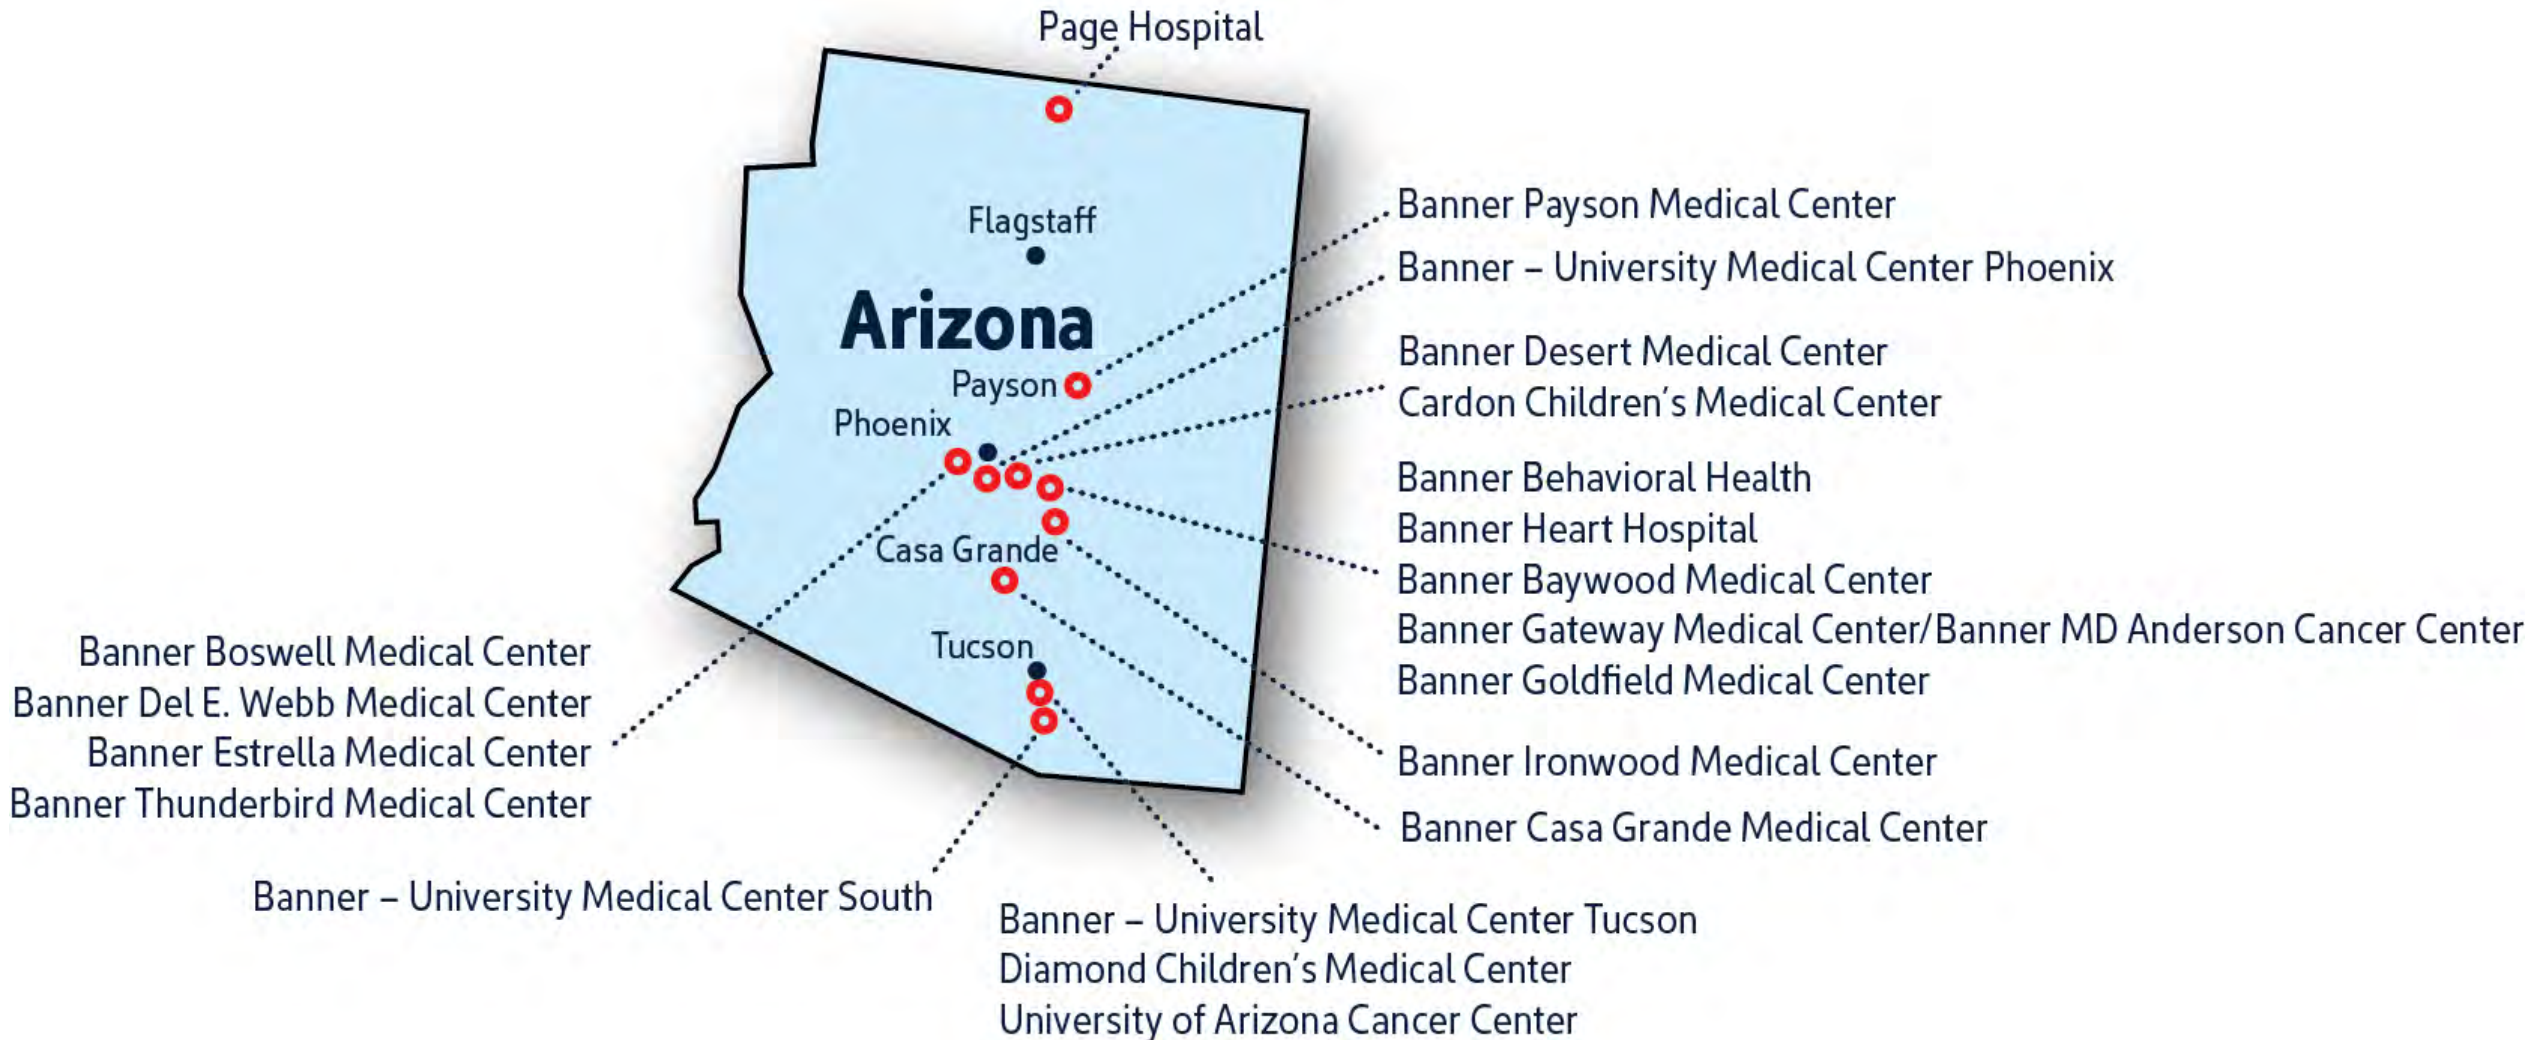 Page Hospital
Flagstaff
Arizona
Payson
Phoenix
Casa Grande
Tucson
Banner Payson Medical Center
Banner – University Medical Center Phoenix
Banner Desert Medical Center
Cardon Children’s Medical Center
Banner Behavioral Health
Banner Heart Hospital
Banner Baywood Medical Center
Banner Gateway Medical Center/Banner MD Anderson Cancer Center
Banner Goldfield Medical Center
Banner Ironwood Medical Center
Banner Casa Grande Medical Center
Banner Boswell Medical Center
Banner Del E. Webb Medical Center
Banner Estrella Medical Center
Banner Thunderbird Medical Center
Banner – University Medical Center South
Banner – University Medical Center Tucson
Diamond Children’s Medical Center
University of Arizona Cancer Center